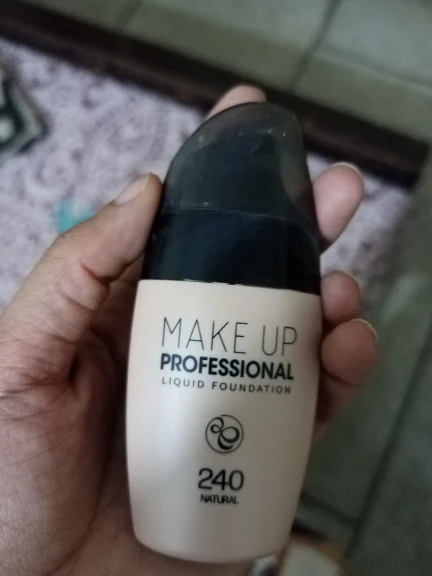 MAKE UP
PROFESSIONAL
LIQUID FOUNDATION
240
NATURAL